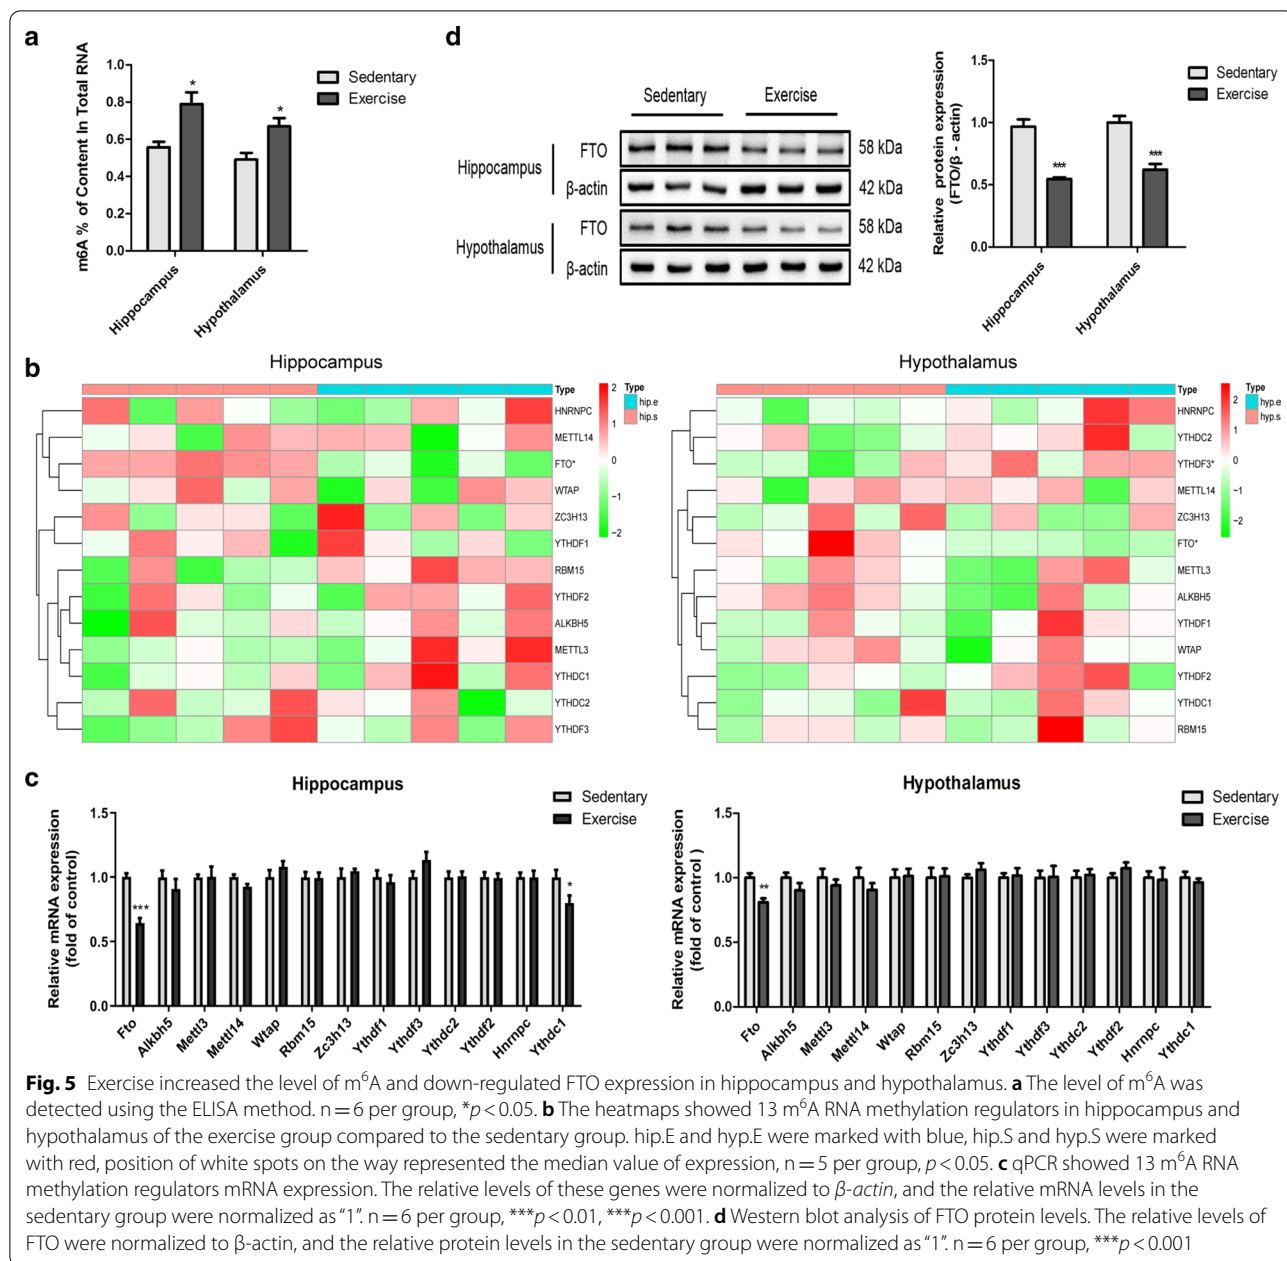 a
m6A % of Content In Total RNA
1.0
0.8
0.6
0.4
0.2
0.0
*
*
Sedentary
Exercise
Hippocampus
Hypothalamus
d
Sedentary
Exercise
Hippocampus
FTO
58 kDa
β-actin
42 kDa
Hypothalamus
FTO
58 kDa
β-actin
42 kDa
Relative protein expression
(FTO/β - actin)
1.5
1.0
0.5
0.0
***
***
Sedentary
Exercise
Hippocampus
Hypothalamus
b
Hippocampus
Type
HNRNPC
METTL14
FTO*
WTAP
ZC3H13
YTHDF1
RBM15
YTHDF2
ALKBH5
METTL3
YTHDC1
YTHDC2
YTHDF3
2
1
0
−1
−2
Type
hip.e
hip.s
Hypothalamus
Type
HNRNPC
YTHDC2
YTHDF3*
METTL14
ZC3H13
FTO*
METTL3
ALKBH5
YTHDF1
WTAP
YTHDF2
YTHDC1
RBM15
2
1
0
−1
−2
Type
hyp.e
hyp.s
c
Hippocampus
Relative mRNA expression
(fold of control)
1.5
1.0
0.5
0.0
***
*
Sedentary
Exercise
Fto
Alkbh5
Mettl3
Mettl14
Wtap
Rbm15
Zc3h13
Ythdf1
Ythdf3
Ythdc2
Ythdf2
Hnrnpc
Ythdc1
Hypothalamus
Relative mRNA expression
(fold of control )
1.5
1.0
0.5
0.0
**
Sedentary
Exercise
Fto
Alkbh5
Mettl3
Mettl14
Wtap
Rbm15
Zc3h13
Ythdf1
Ythdf3
Ythdc2
Ythdf2
Hnrnpc
Ythdc1
Fig. 5 Exercise increased the level of m⁶A and down-regulated FTO expression in hippocampus and hypothalamus. a The level of m⁶A was
detected using the ELISA method. n = 6 per group, *p < 0.05. b The heatmaps showed 13 m⁶A RNA methylation regulators in hippocampus and
hypothalamus of the exercise group compared to the sedentary group. hip.E and hyp.E were marked with blue, hip.S and hyp.S were marked
with red, position of white spots on the way represented the median value of expression, n = 5 per group, p < 0.05. c qPCR showed 13 m⁶A RNA
methylation regulators mRNA expression. The relative levels of these genes were normalized to β-actin, and the relative mRNA levels in the
sedentary group were normalized as “1”. n = 6 per group, ***p < 0.01, ***p < 0.001. d Western blot analysis of FTO protein levels. The relative levels of
FTO were normalized to β-actin, and the relative protein levels in the sedentary group were normalized as “1”. n = 6 per group, ***p < 0.001